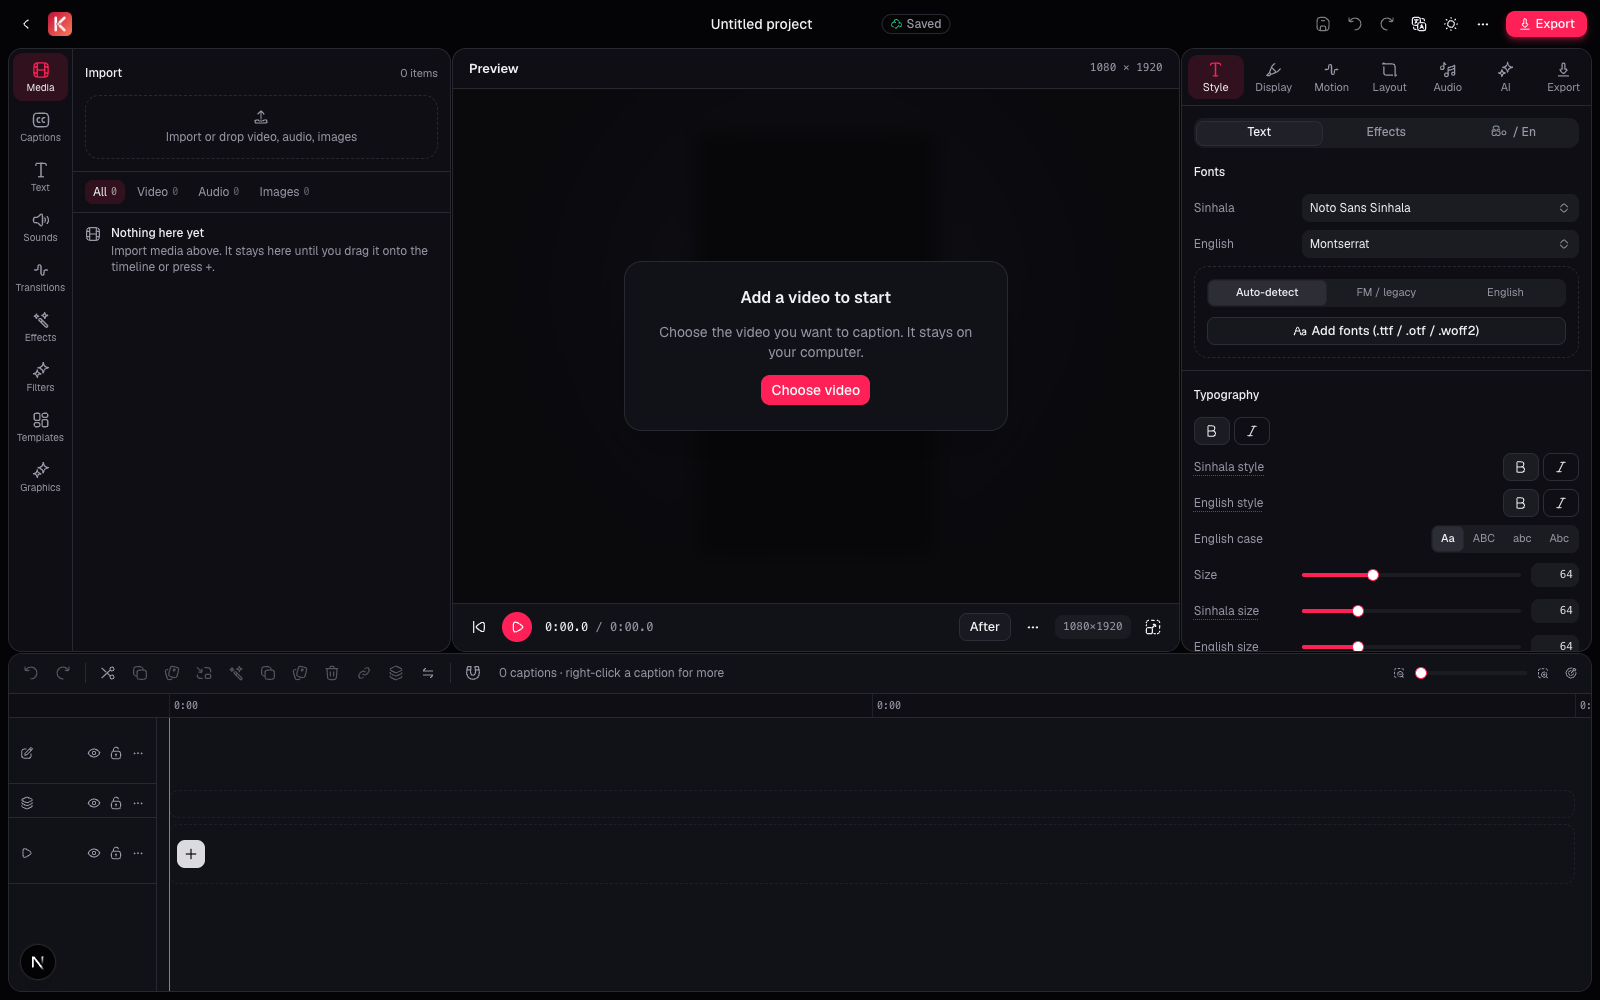 Untitled project
Saved
Export
Media
Captions
Text
Sounds
Transitions
Effects
Filters
Templates
Graphics
Import
0 items
Import or drop video, audio, images
All 0
Video 0
Audio 0
Images 0
Nothing here yet
Import media above. It stays here until you drag it onto the
timeline or press +.
Preview
1080 × 1920
Add a video to start
Choose the video you want to caption. It stays on
your computer.
Choose video
0:00.0 / 0:00.0
After
1080×1920
Style
Display
Motion
Layout
Audio
AI
Export
Text
Effects
/ En
Fonts
Sinhala
Noto Sans Sinhala
English
Montserrat
Auto-detect
FM / legacy
English
Aa Add fonts (.ttf / .otf / .woff2)
Typography
B I
Sinhala style
B I
English style
B I
English case
Aa ABC abc Abc
Size
64
Sinhala size
64
English size
64
0 captions · right-click a caption for more
0:00
0:00
0:
N